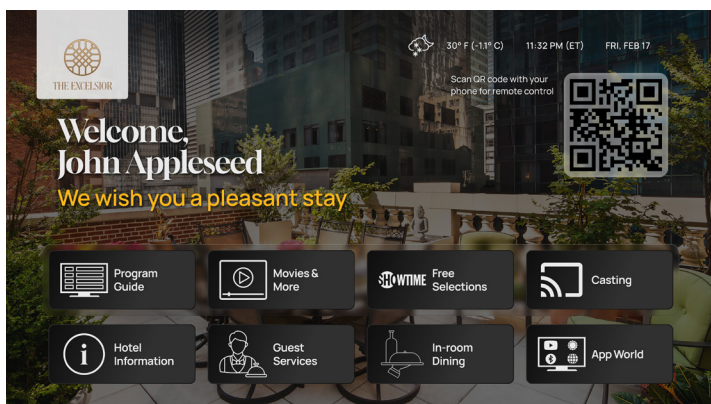 THE EXCELSIOR
30° F (-1.1° C) 11:32 PM (ET) FRI, FEB 17
Scan QR code with your
phone for remote control
Welcome,
John Appleseed
We wish you a pleasant stay
Program
Guide
Movies &
More
SHOWTIME
Free
Selections
Casting
Hotel
Information
Guest
Services
In-room
Dining
App World